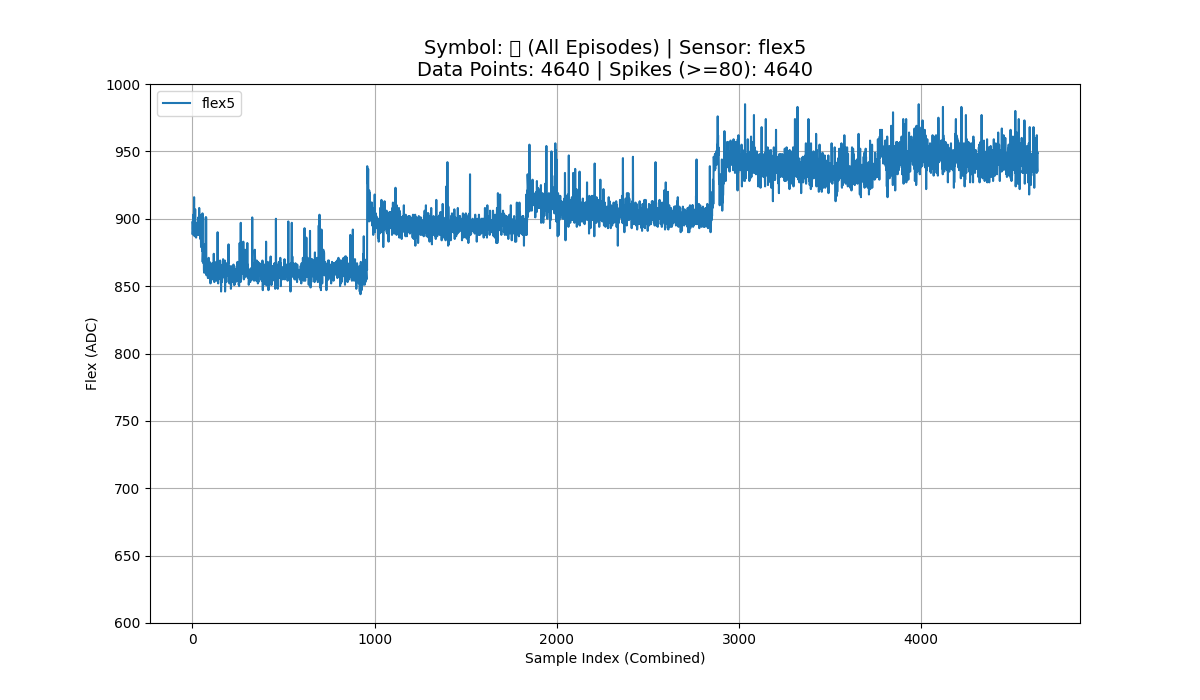 Symbol: (All Episodes) | Sensor: flex5
Data Points: 4640 | Spikes (>=80): 4640
flex5
1000
950
900
850
800
750
700
650
600
Flex (ADC)
0 1000 2000 3000 4000
Sample Index (Combined)